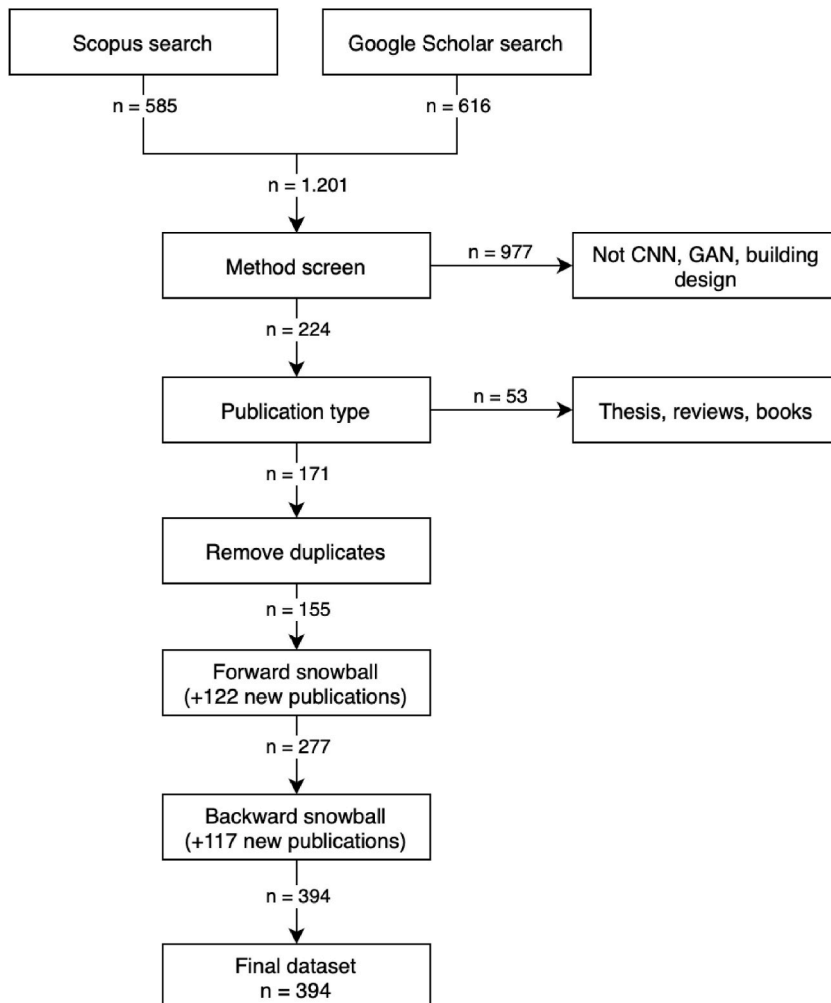 Scopus search
Google Scholar search
n = 585
n = 616
n = 1.201
Method screen
n = 977
Not CNN, GAN, building
design
n = 224
Publication type
n = 53
Thesis, reviews, books
n = 171
Remove duplicates
n = 155
Forward snowball
(+122 new publications)
n = 277
Backward snowball
(+117 new publications)
n = 394
Final dataset
n = 394